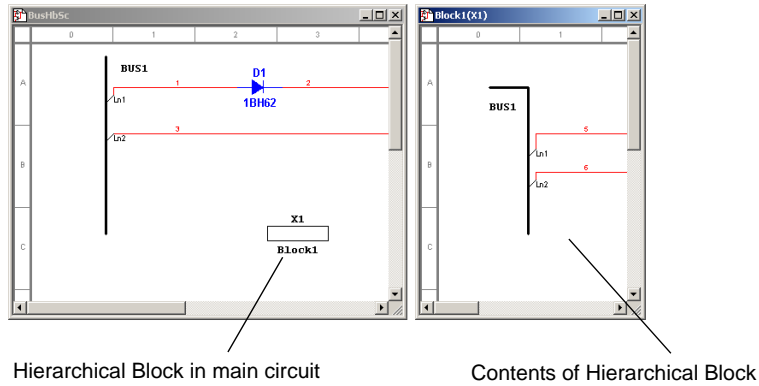 BusHbSc
0 1 2 3
A
BUS1
D1
1 2
1BH62
Ln1
3
Ln2
B
X1
Block1
C
Block1(X1)
0 1
A
BUS1
5
Ln1
B
6
Ln2
C
Hierarchical Block in main circuit
Contents of Hierarchical Block